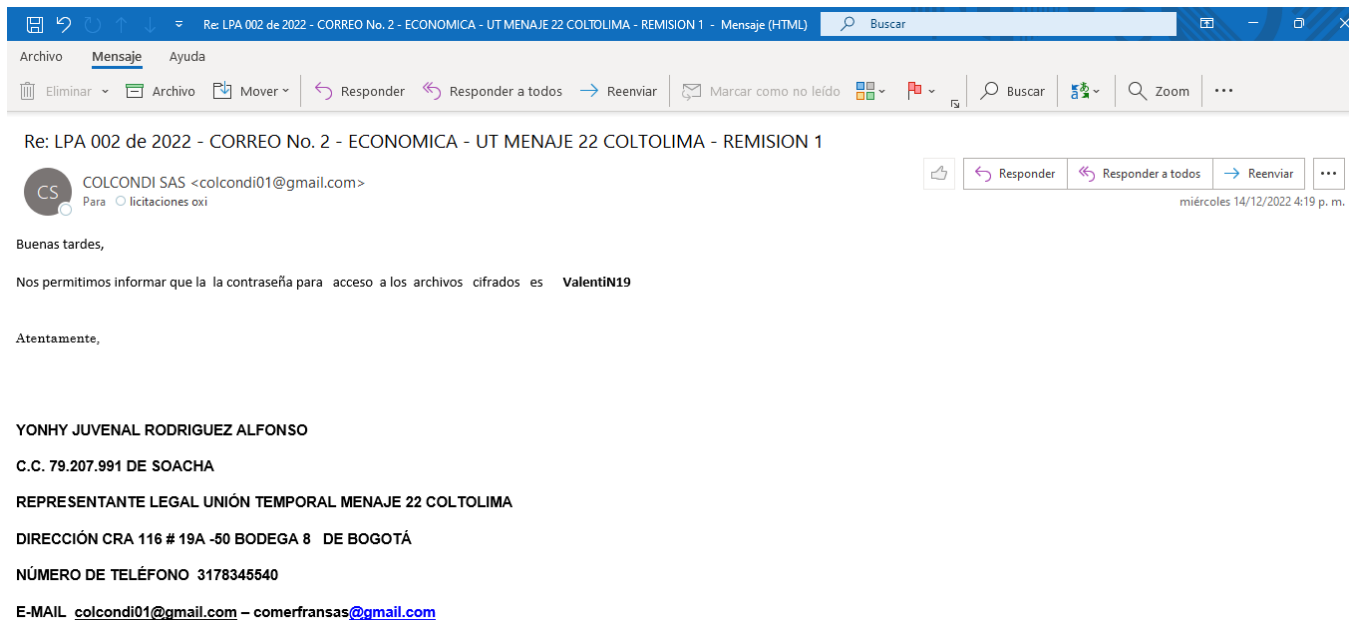 Re: LPA 002 de 2022 - CORREO No. 2 - ECONOMICA - UT MENAJE 22 COLTOLIMA - REMISION 1 - Mensaje (HTML) Buscar
Archivo Mensaje Ayuda
Eliminar Archivo Mover Responder Responder a todos Reenviar Marcar como no leído Buscar Zoom
Re: LPA 002 de 2022 - CORREO No. 2 - ECONOMICA - UT MENAJE 22 COLTOLIMA - REMISION 1
CS
COLCONDI SAS <colcondi01@gmail.com>
Para licitaciones oxi
Responder Responder a todos Reenviar
miércoles 14/12/2022 4:19 p. m.
Buenas tardes,
Nos permitimos informar que la la contraseña para acceso a los archivos cifrados es ValentiN19
Atentamente,
YONHY JUVENAL RODRIGUEZ ALFONSO
C.C. 79.207.991 DE SOACHA
REPRESENTANTE LEGAL UNIÓN TEMPORAL MENAJE 22 COLTOLIMA
DIRECCIÓN CRA 116 # 19A -50 BODEGA 8 DE BOGOTÁ
NÚMERO DE TELÉFONO 3178345540
E-MAIL colcondi01@gmail.com – comerfransas@gmail.com